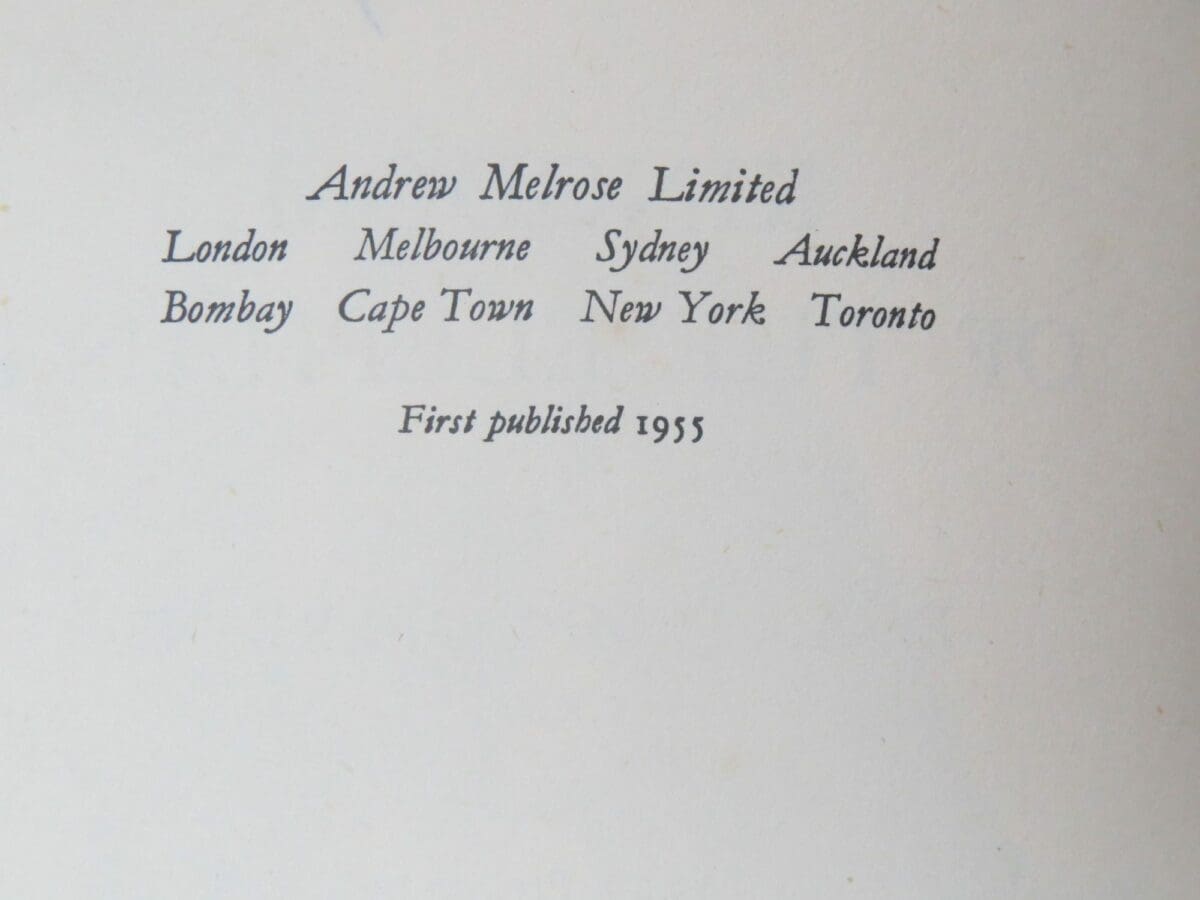 Andrew Melrose Limited
London Melbourne Sydney Auckland
Bombay Cape Town New York Toronto
First published 1955